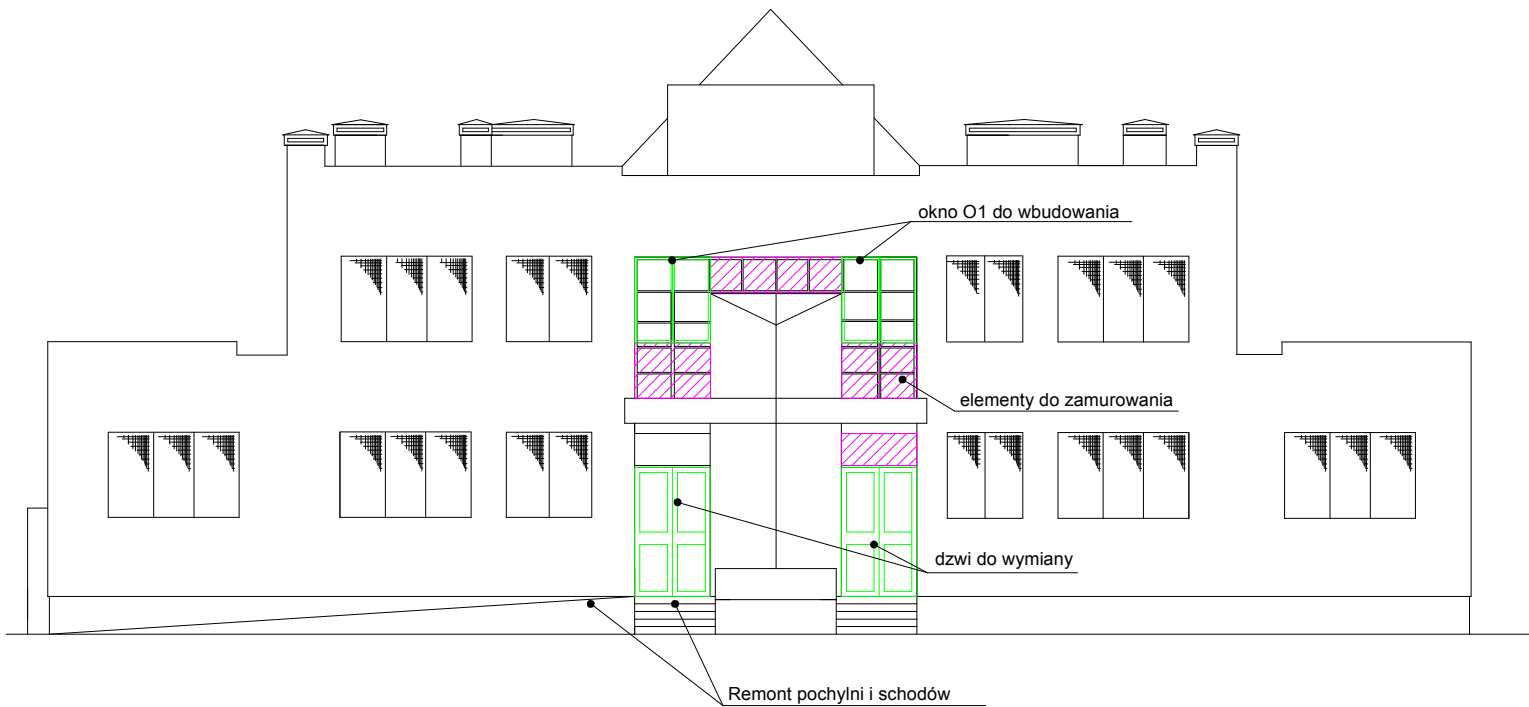 okno O1 do wbudowania
elementy do zamurowania
dzwi do wymiany
Remont pochylni i schodów